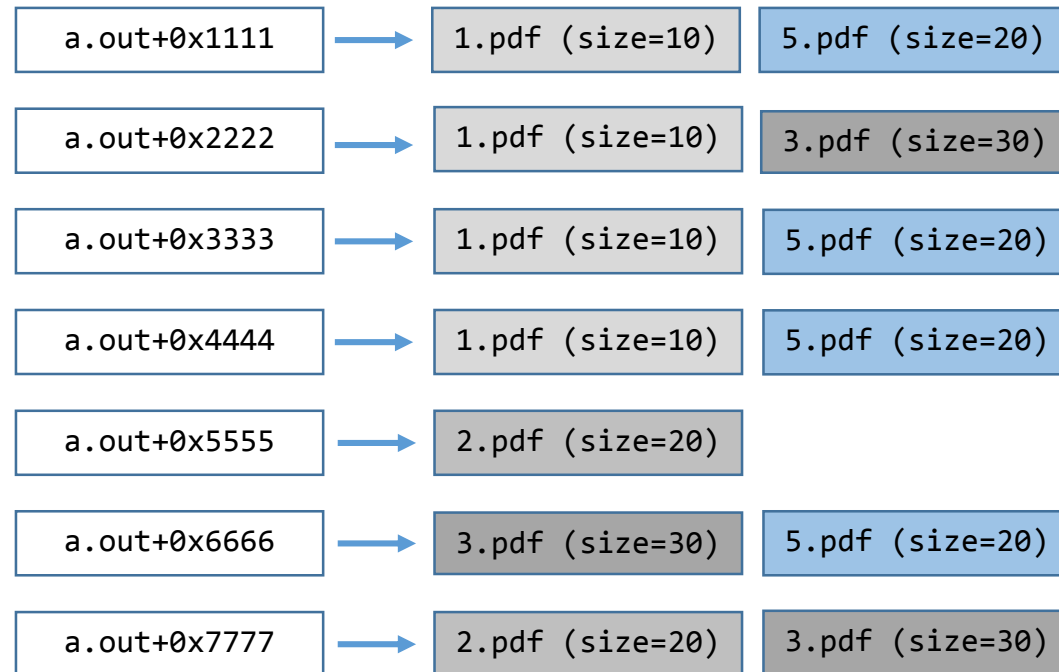 a.out+0x1111 1.pdf (size=10) 5.pdf (size=20)
a.out+0x2222 1.pdf (size=10) 3.pdf (size=30)
a.out+0x3333 1.pdf (size=10) 5.pdf (size=20)
a.out+0x4444 1.pdf (size=10) 5.pdf (size=20)
a.out+0x5555 2.pdf (size=20)
a.out+0x6666 3.pdf (size=30) 5.pdf (size=20)
a.out+0x7777 2.pdf (size=20) 3.pdf (size=30)